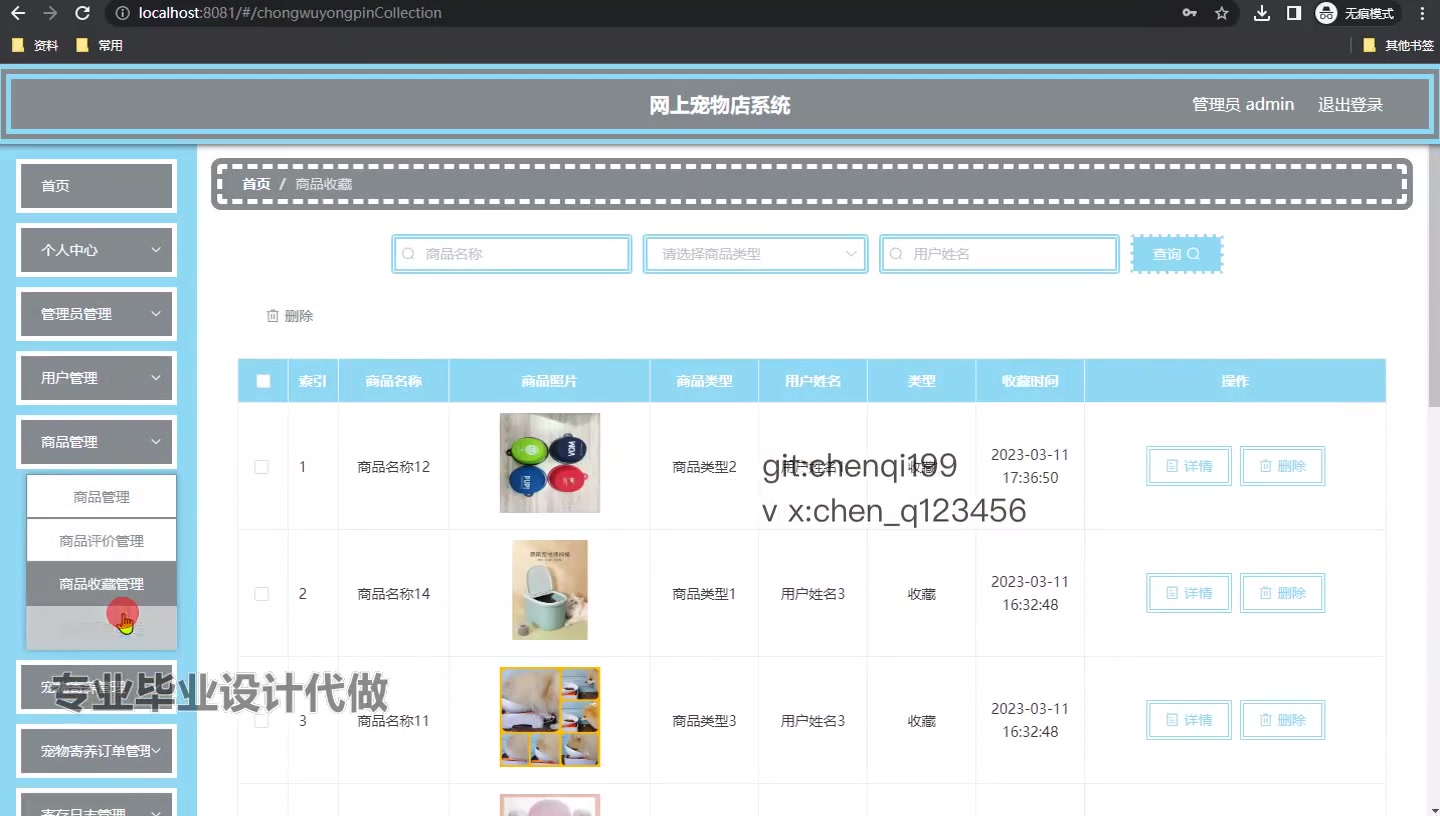 localhost:8081/#/chongwuyongpinCollection
无痕模式
资料
常用
其他书签
网上宠物店系统
管理员 admin
退出登录
首页
个人中心
管理员管理
用户管理
商品管理
商品管理
商品评价管理
商品收藏管理
宠物寄养订单管理
首页 / 商品收藏
商品名称
请选择商品类型
用户姓名
查询
删除
索引 商品名称 商品照片 商品类型 用户姓名 类型 收藏时间 操作
1 商品名称12 商品类型2 2023-03-11 17:36:50 详情 删除
git:chenqi199
v x:chen_q123456
2 商品名称14 商品类型1 用户姓名3 收藏 2023-03-11 16:32:48 详情 删除
3 商品名称11 商品类型3 用户姓名3 收藏 2023-03-11 16:32:48 详情 删除
专业毕业设计代做